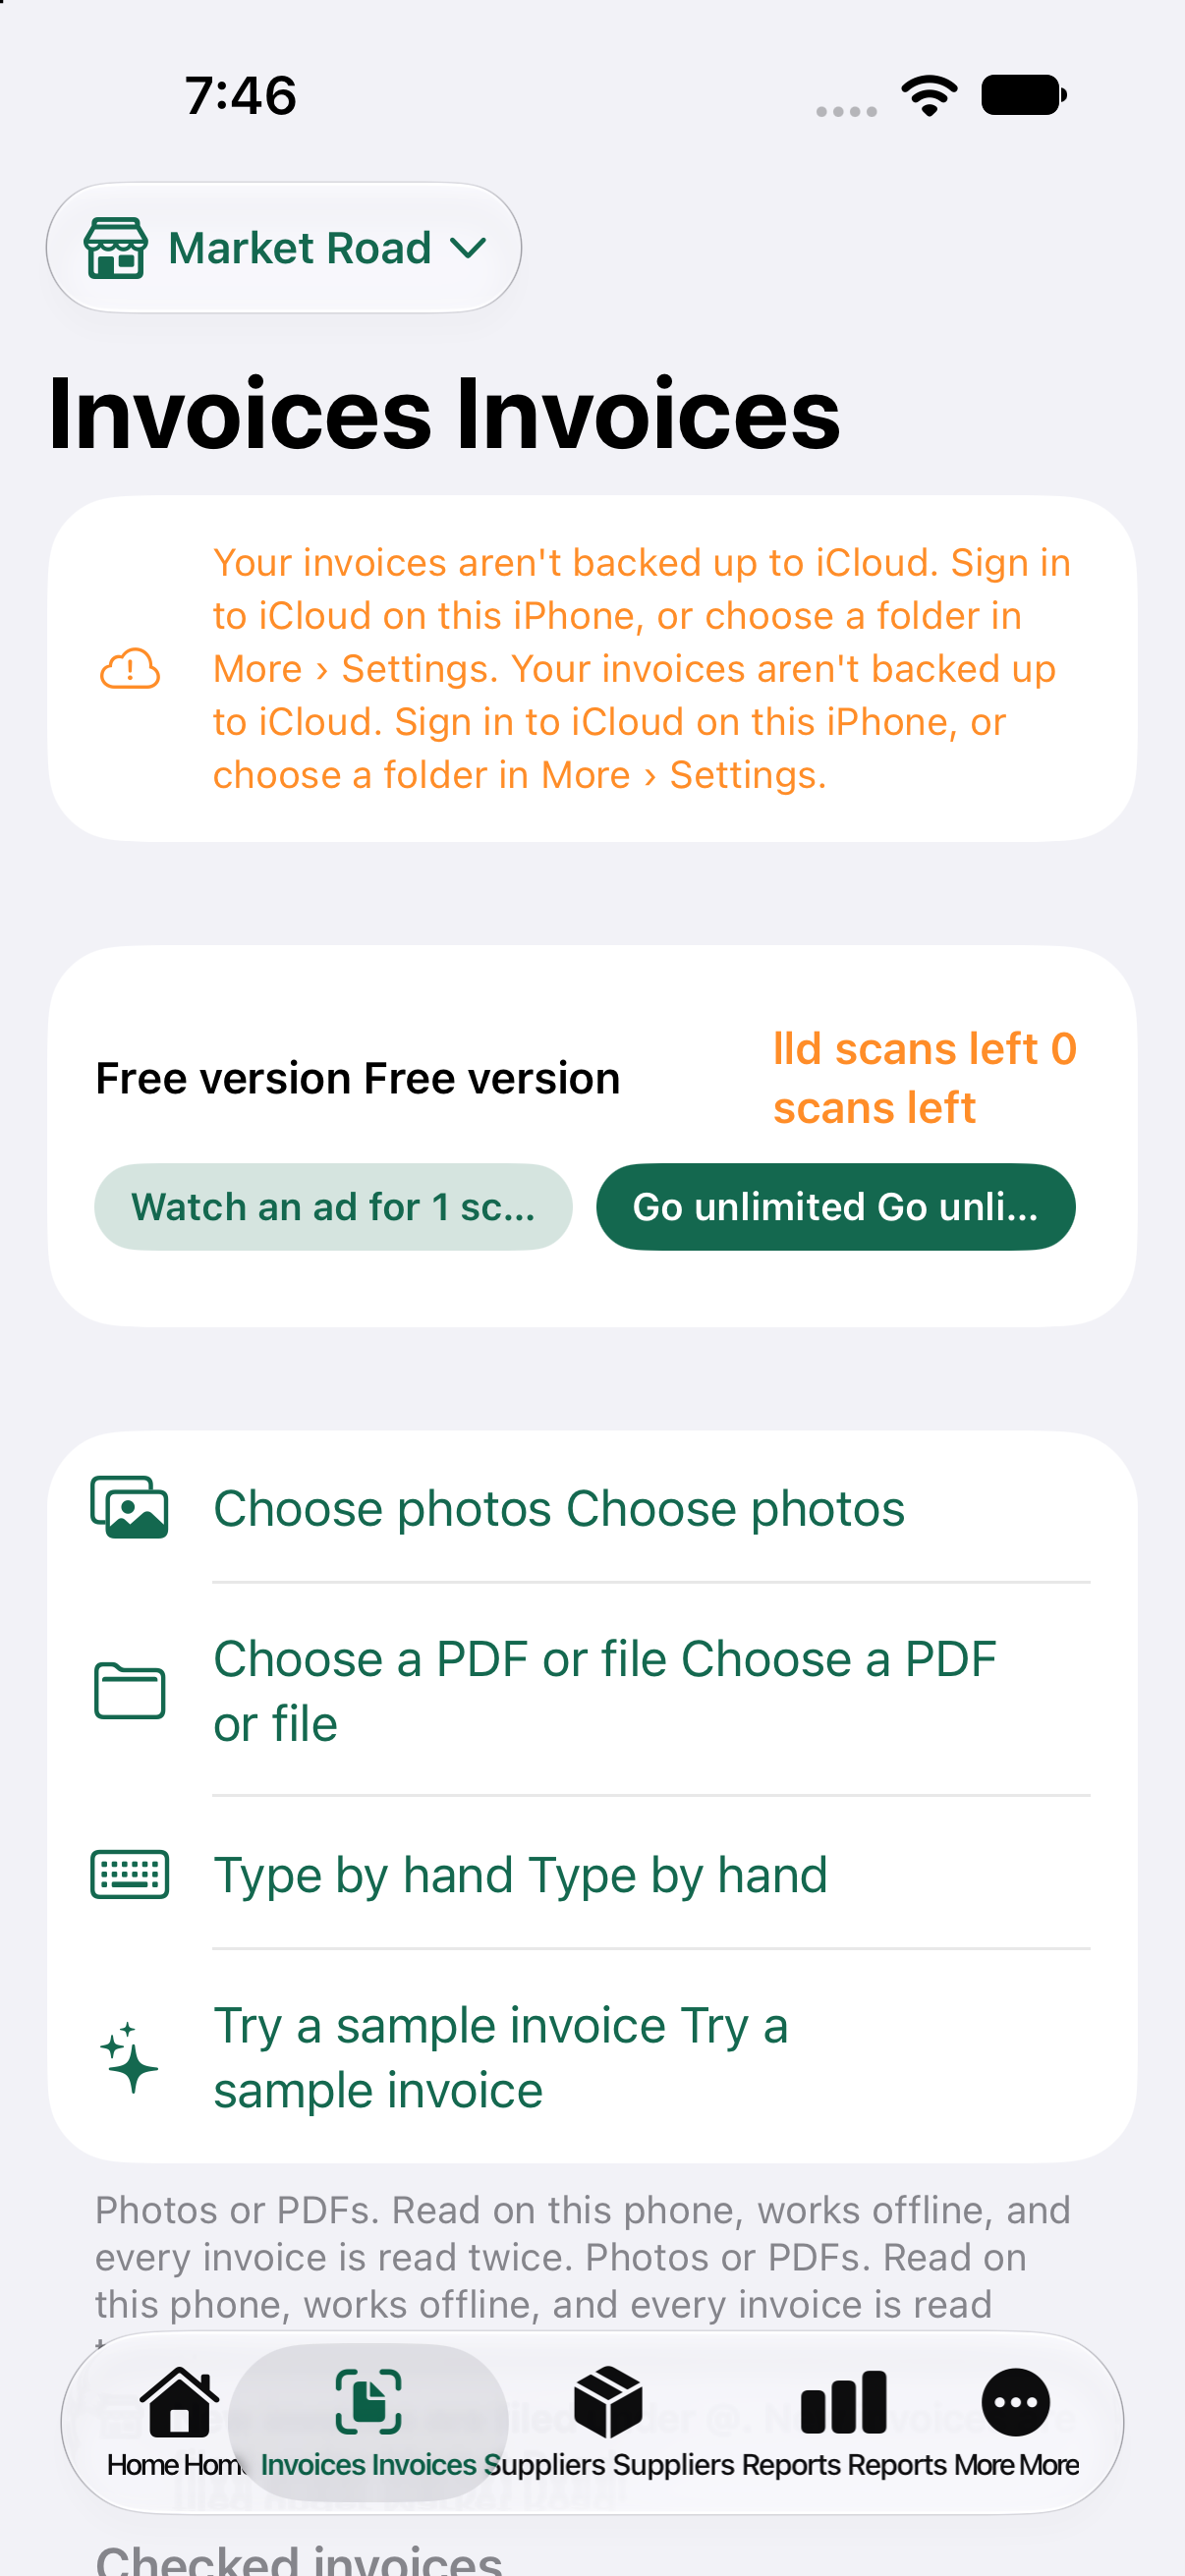 7:46
Market Road
Invoices Invoices
Your invoices aren't backed up to iCloud. Sign in
to iCloud on this iPhone, or choose a folder in
More › Settings. Your invoices aren't backed up
to iCloud. Sign in to iCloud on this iPhone, or
choose a folder in More › Settings.
Free version Free version
lld scans left 0
scans left
Watch an ad for 1 sc...
Go unlimited Go unli...
Choose photos Choose photos
Choose a PDF or file Choose a PDF
or file
Type by hand Type by hand
Try a sample invoice Try a
sample invoice
Photos or PDFs. Read on this phone, works offline, and
every invoice is read twice. Photos or PDFs. Read on
this phone, works offline, and every invoice is read
Home Home Invoices Invoices Suppliers Suppliers Reports Reports More More
Checked invoices